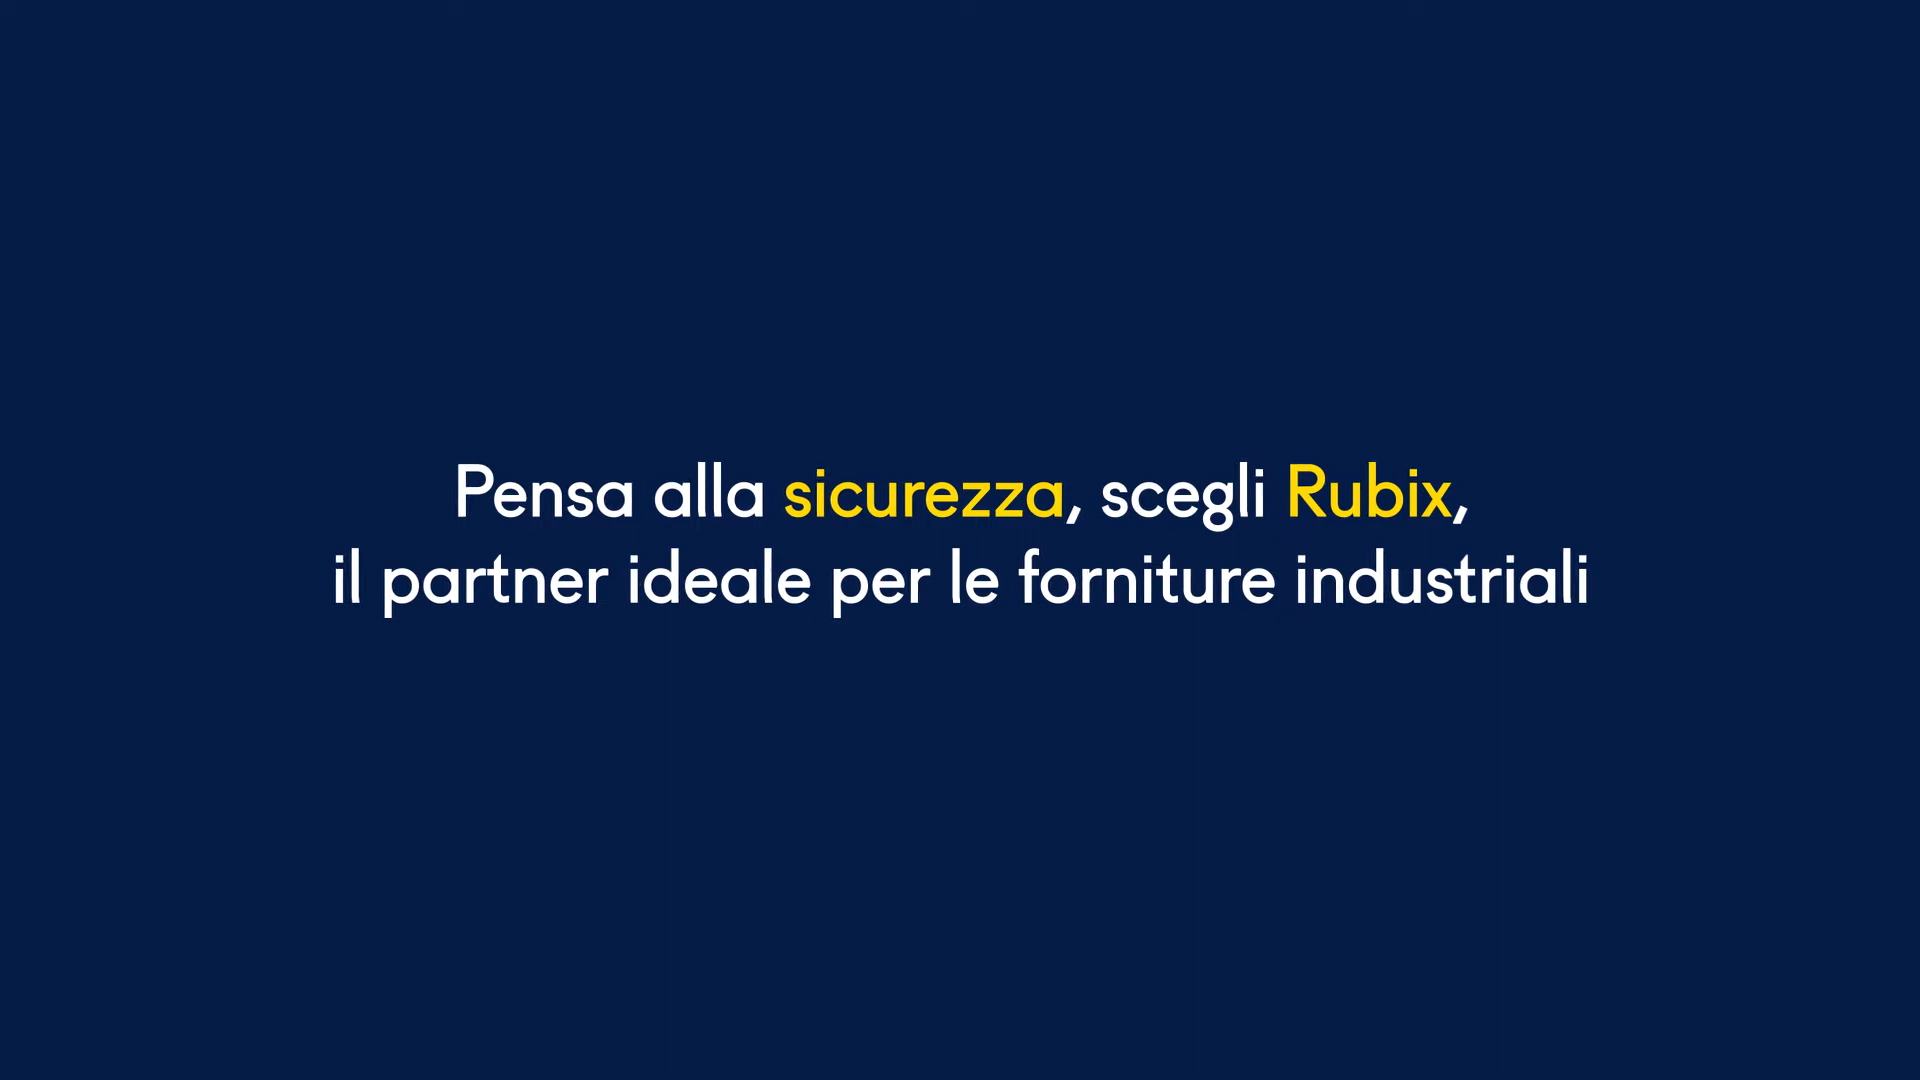 Pensa alla sicurezza, scegli Rubix,
il partner ideale per le forniture industriali